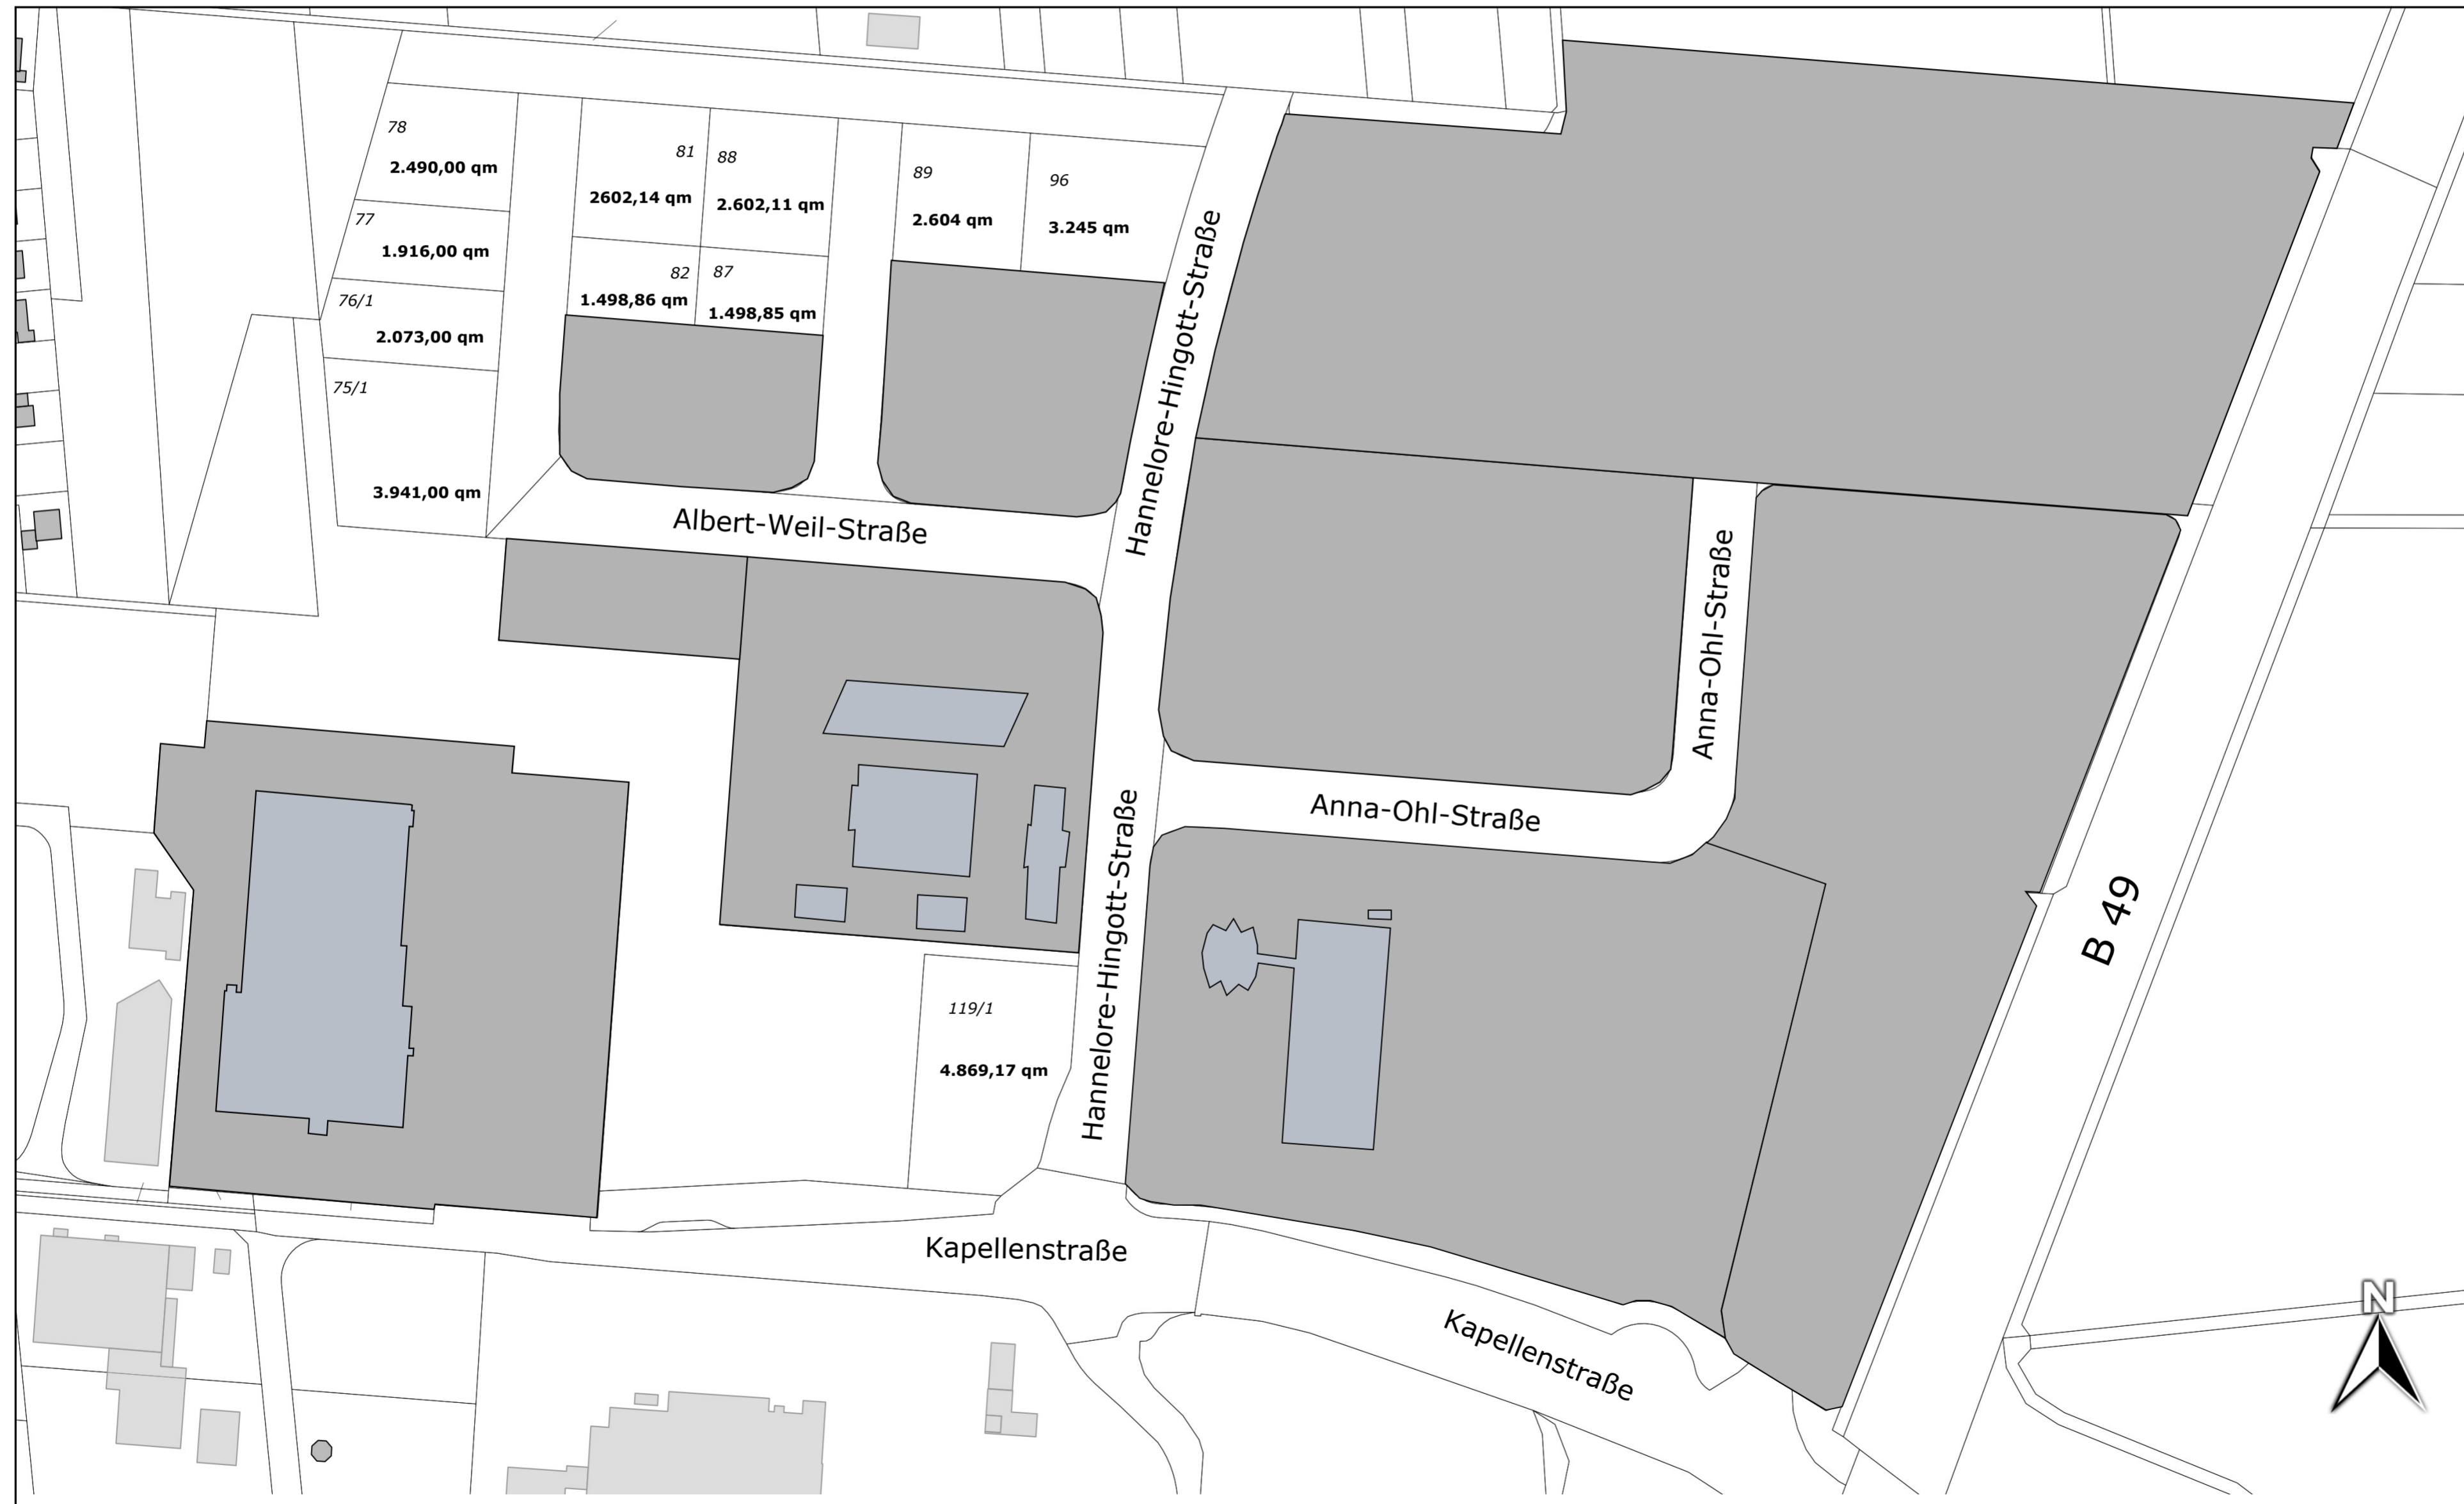 78
2.490,00 qm
77
1.916,00 qm
76/1
2.073,00 qm
75/1
3.941,00 qm
81
2602,14 qm
88
2.602,11 qm
82
1.498,86 qm
87
1.498,85 qm
89
2.604 qm
96
3.245 qm
Hannelore-Hingott-Straße
Albert-Weil-Straße
Anna-Ohl-Straße
Anna-Ohl-Straße
Hannelore-Hingott-Straße
B 49
119/1
4.869,17 qm
Kapellenstraße
Kapellenstraße
N